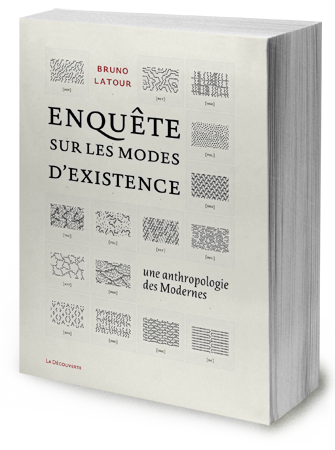 BRUNO
LATOUR
ENQUÊTE
SUR LES MODES
D'EXISTENCE
une anthropologie
des Modernes
La Découverte